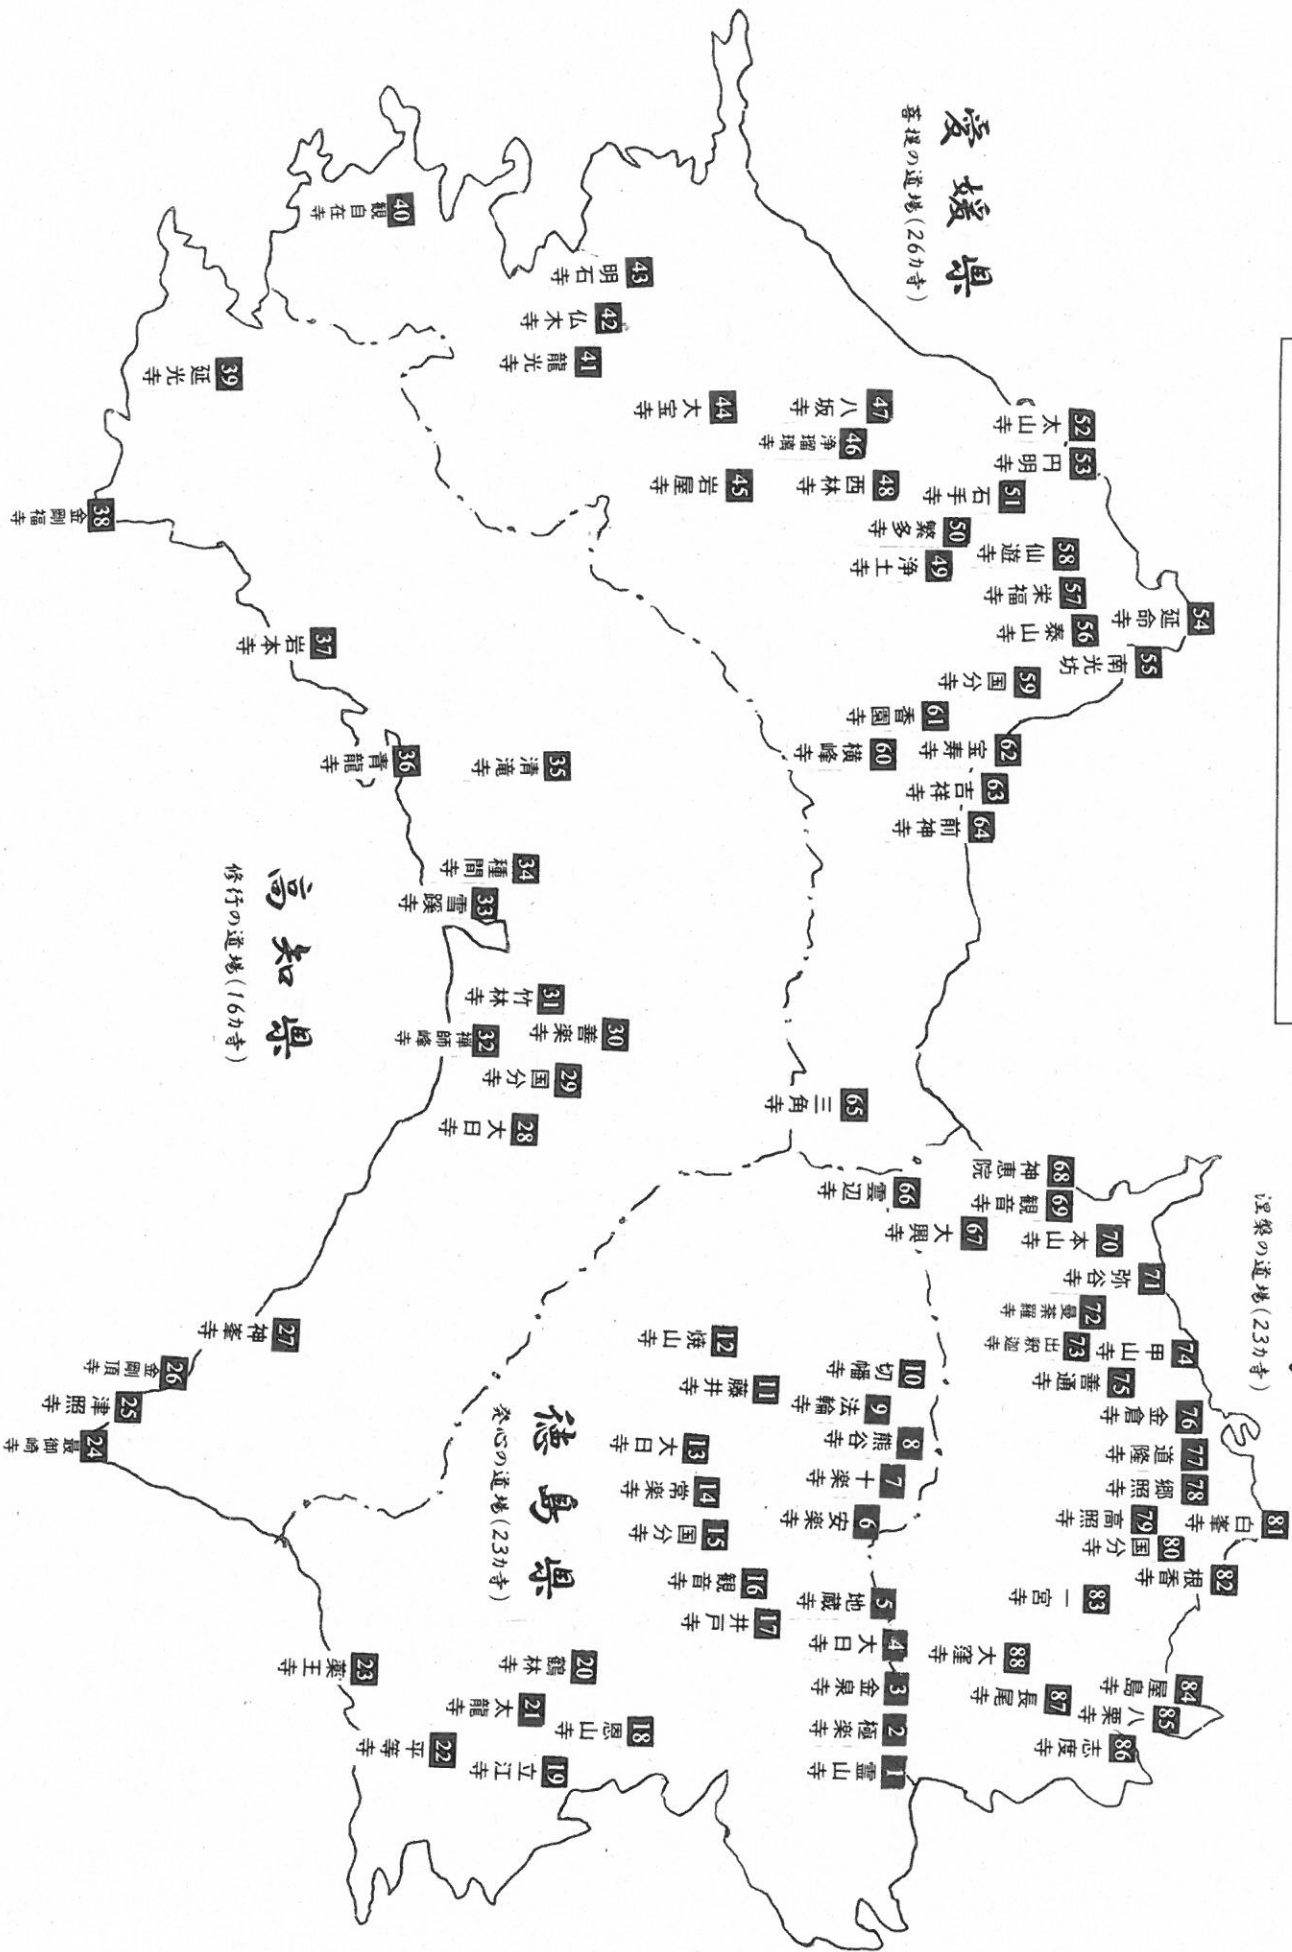 愛媛県
菩提の道場(26カ寺)
高知県
修行の道場(16カ寺)
徳島県
発心の道場(23カ寺)
涅槃の道場(23カ寺)
1 霊山寺
2 極楽寺
3 金泉寺
4 大日寺
5 地蔵寺
6 安楽寺
7 十楽寺
8 熊谷寺
9 法輪寺
10 切幡寺
11 藤井寺
12 焼山寺
13 大日寺
14 常楽寺
15 国分寺
16 観音寺
17 井戸寺
18 恩山寺
19 立江寺
20 鶴林寺
21 太龍寺
22 平等寺
23 薬王寺
24 最御崎寺
25 津照寺
26 金剛頂寺
27 神峯寺
28 大日寺
29 国分寺
30 善楽寺
31 竹林寺
32 禅師峰寺
33 雪蹊寺
34 種間寺
35 清滝寺
36 青龍寺
37 岩本寺
38 金剛福寺
39 延光寺
40 観自在寺
41 龍光寺
42 仏木寺
43 明石寺
44 大宝寺
45 岩屋寺
46 浄瑠璃寺
47 八坂寺
48 西林寺
49 浄土寺
50 繁多寺
51 石手寺
52 太山寺
53 円明寺
54 延命寺
55 南光坊
56 泰山寺
57 栄福寺
58 仙遊寺
59 国分寺
60 横峰寺
61 香園寺
62 宝寿寺
63 吉祥寺
64 前神寺
65 三角寺
66 雲辺寺
67 大興寺
68 神恵院
69 観音寺
70 本山寺
71 弥谷寺
72 曼荼羅寺
73 出釈迦寺
74 甲山寺
75 善通寺
76 金倉寺
77 道隆寺
78 郷照寺
79 高照寺
80 国分寺
81 白峯寺
82 根香寺
83 一宮寺
84 屋島寺
85 八栗寺
86 志度寺
87 長尾寺
88 大窪寺